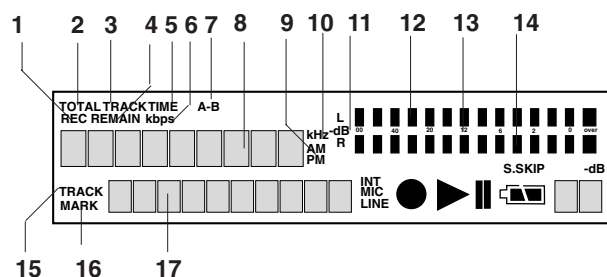 1 2 3 4 5 6 7 8 9 10 11 12 13 14
TOTAL TRACK TIME A-B
REC REMAIN kbps
kHz
AM
PM
L
-dB
R
00 40 20 12 6 2 0 over
S.SKIP -dB
TRACK
MARK
INT
MIC
LINE
15 16 17